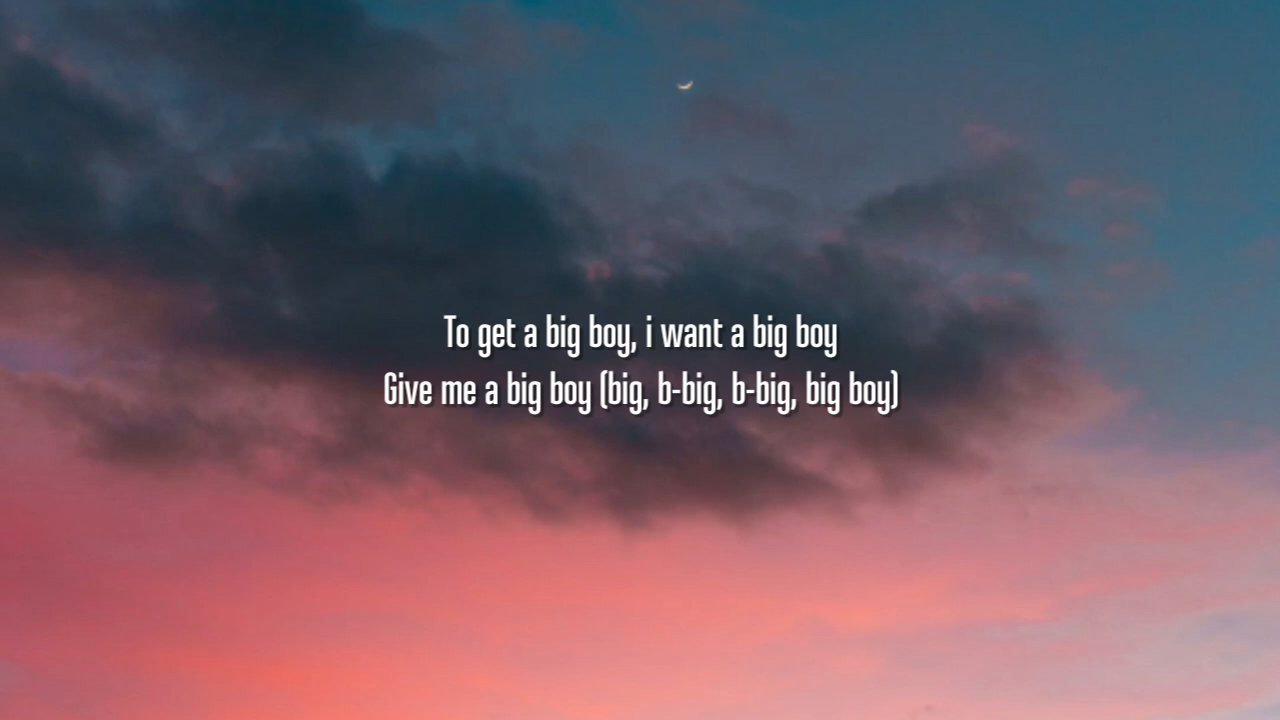 To get a big boy, i want a big boy
Give me a big boy (big, b-big, b-big, big boy)